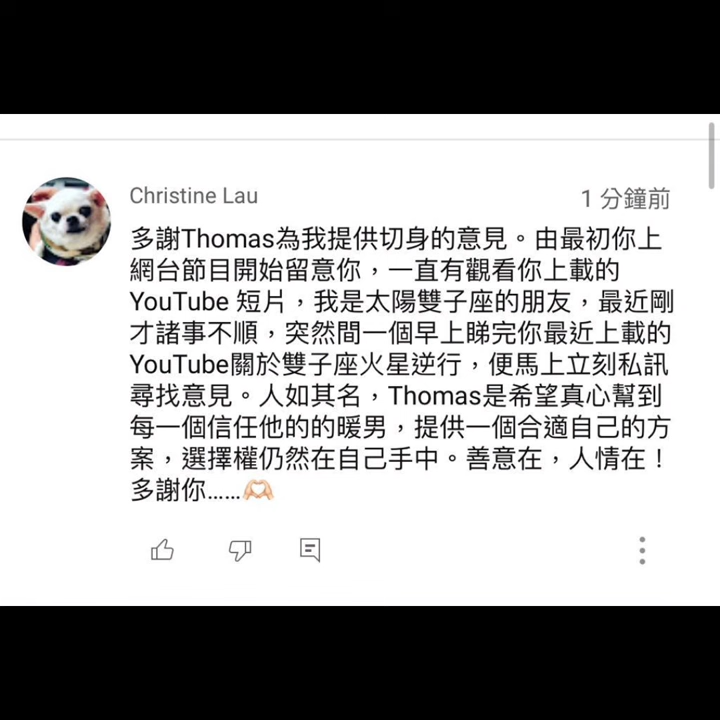 Christine Lau
1 分鐘前
多謝Thomas為我提供切身的意見。由最初你上
網台節目開始留意你，一直有觀看你上載的
YouTube 短片，我是太陽雙子座的朋友，最近剛
才諸事不順，突然間一個早上睇完你最近上載的
YouTube關於雙子座火星逆行，便馬上立刻私訊
尋找意見。人如其名，Thomas是希望真心幫到
每一個信任他的的暖男，提供一個合適自己的方
案，選擇權仍然在自己手中。善意在，人情在！
多謝你......🫶🏻